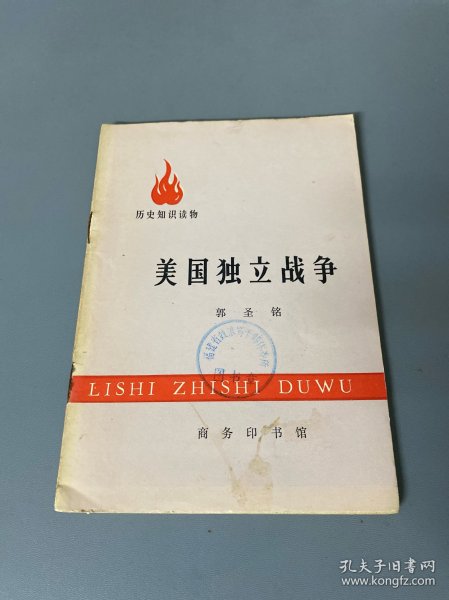 历史知识读物
美国独立战争
郭圣铭
LISHI ZHISHI DUWU
商务印书馆
孔夫子旧书网
www.kongfz.com